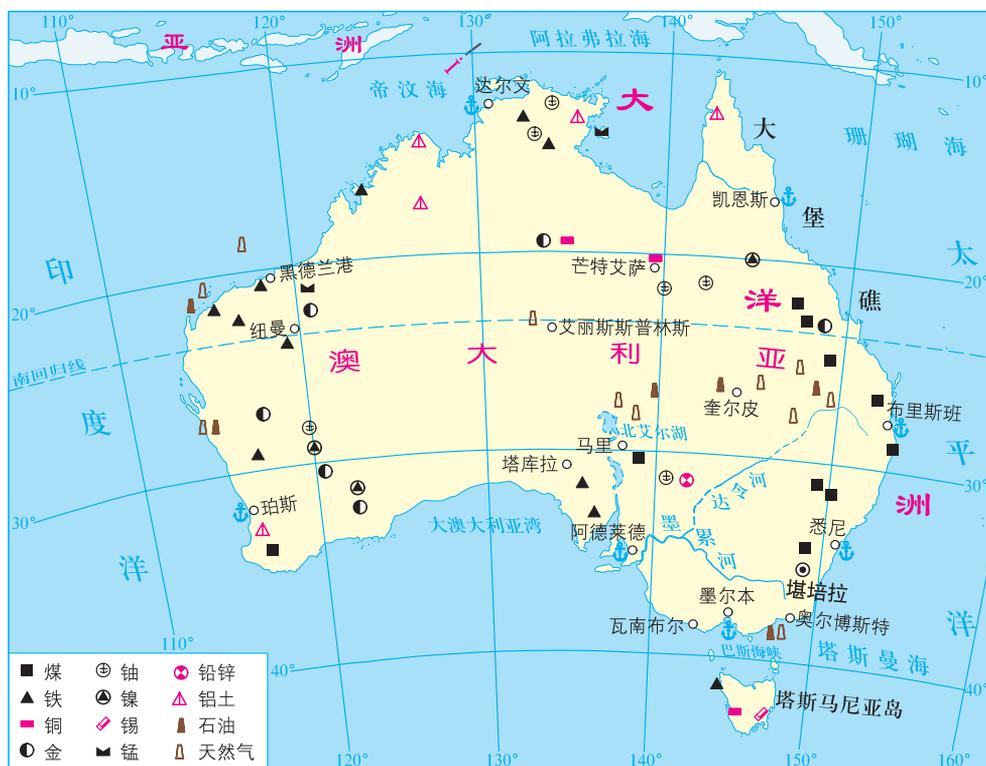 110°
120°
130°
140°
150°
亚
洲
阿拉弗拉海
10°
10°
帝汶海
达尔文
大
大
珊瑚海
凯恩斯
堡
印
黑德兰港
芒特艾萨
太
洋
礁
20°
20°
纽曼
艾丽斯斯普林斯
南回归线
澳大利亚
奎尔皮
度
布里斯班
北艾尔湖
马里
平
塔库拉
达令河
30°
洲
珀斯
30°
大澳大利亚湾
阿德莱德
墨累河
悉尼
洋
堪培拉
墨尔本
瓦南布尔
奥尔博斯特
洋
110°
巴斯海峡
塔斯曼海
40°
40°
塔斯马尼亚岛
煤 铀 铅锌
铁 镍 铝土
铜 锡 石油
金 锰 天然气
120°
130°
140°
150°
160°